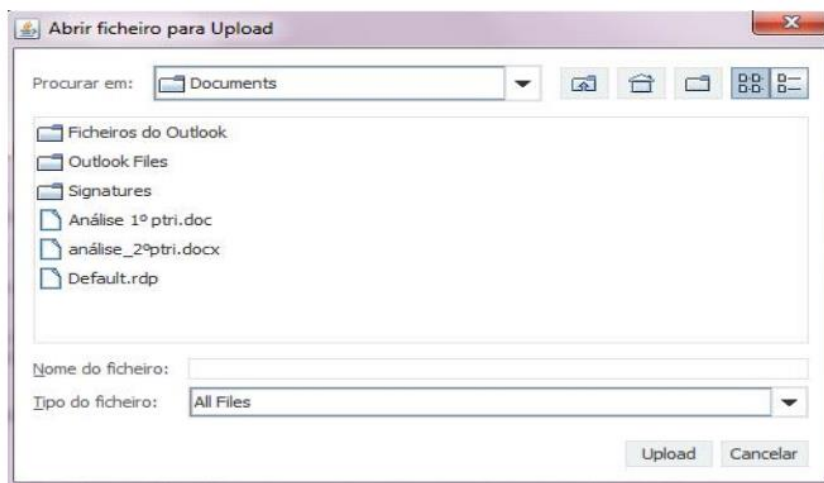 Abrir ficheiro para Upload
Procurar em: Documents
Ficheiros do Outlook
Outlook Files
Signatures
Análise 1º ptri.doc
análise_2ºptri.docx
Default.rdp
Nome do ficheiro:
Tipo do ficheiro: All Files
Upload Cancelar